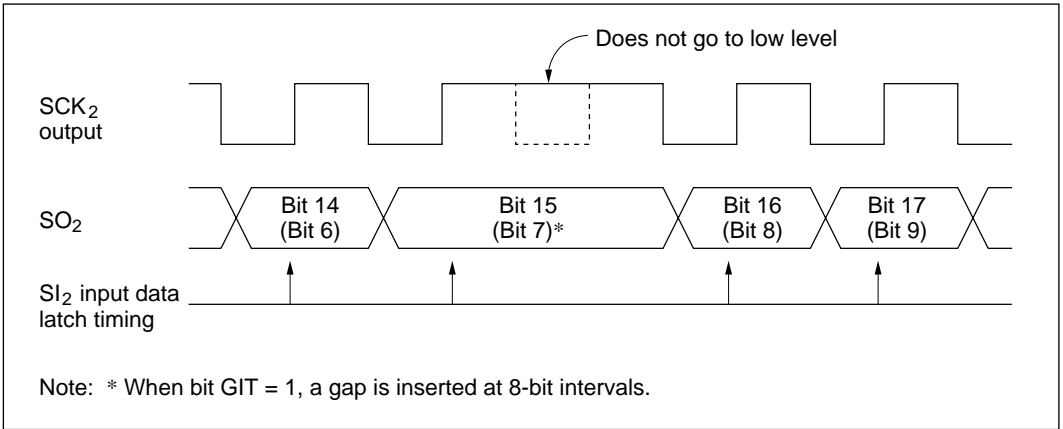 Does not go to low level
SCK2
output
SO2
Bit 14
(Bit 6)
Bit 15
(Bit 7)*
Bit 16
(Bit 8)
Bit 17
(Bit 9)
SI2 input data
latch timing
Note: * When bit GIT = 1, a gap is inserted at 8-bit intervals.